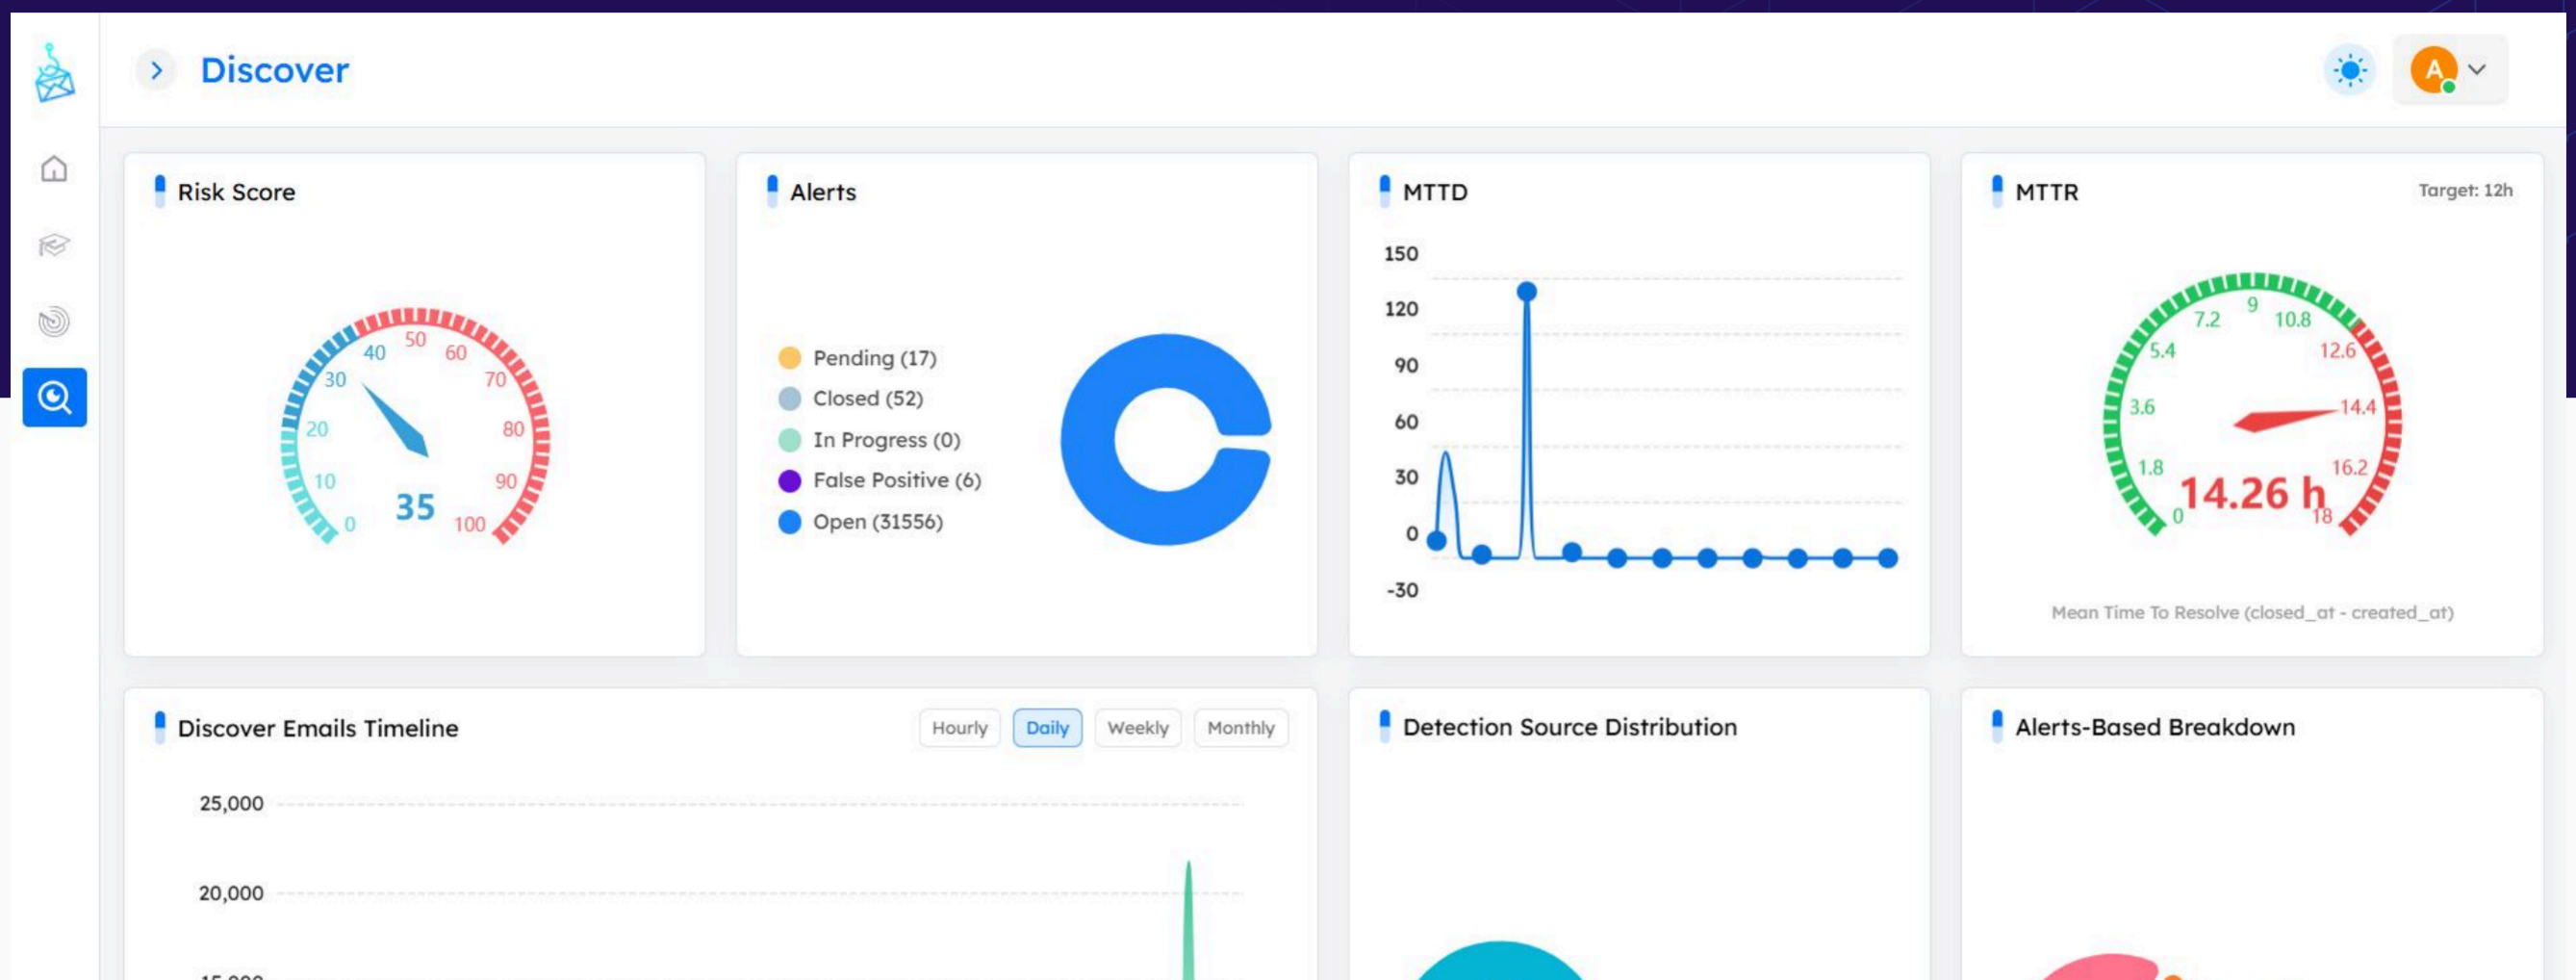 Discover
A
Risk Score
0
10
20
30
40
50
60
70
80
90
100
35
Alerts
Pending (17)
Closed (52)
In Progress (0)
False Positive (6)
Open (31556)
MTTD
150
120
90
60
30
0
-30
MTTR
Target: 12h
0
1.8
3.6
5.4
7.2
9
10.8
12.6
14.4
16.2
18
14.26 h
Mean Time To Resolve (closed_at - created_at)
Discover Emails Timeline
Hourly
Daily
Weekly
Monthly
25,000
20,000
Detection Source Distribution
Alerts-Based Breakdown